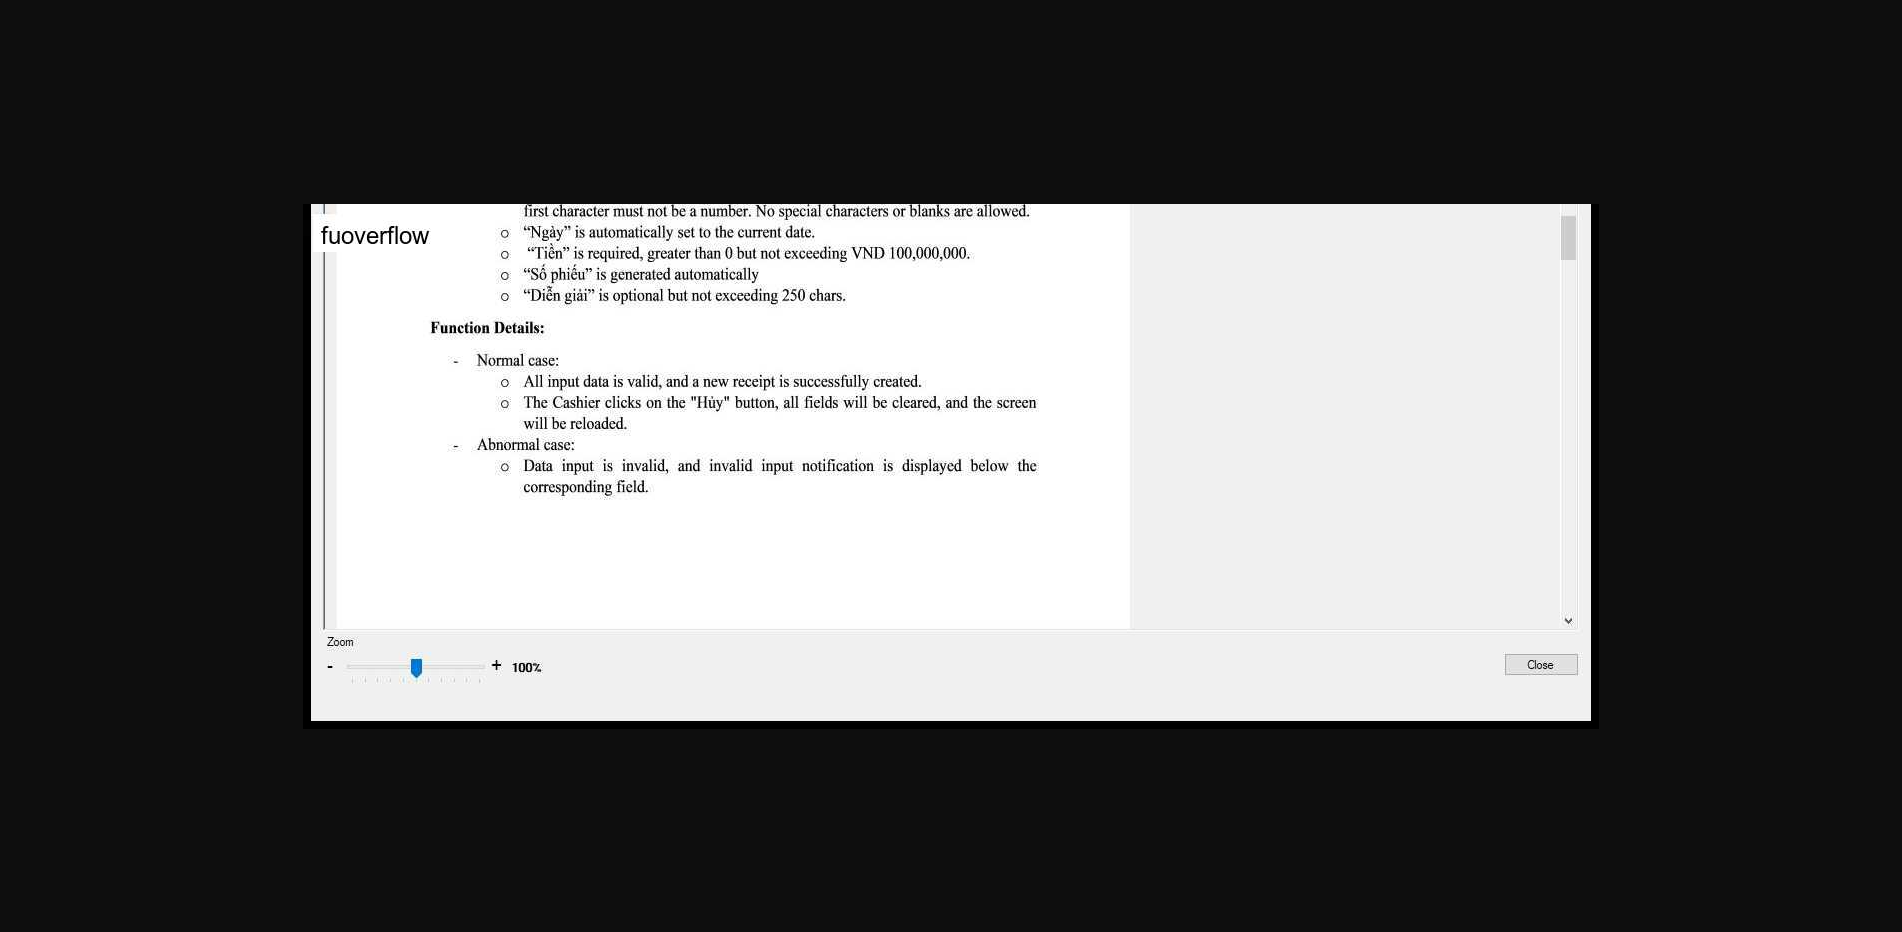 first character must not be a number. No special characters or blanks are allowed.
fuoverflow
o “Ngày” is automatically set to the current date.
o “Tiền” is required, greater than 0 but not exceeding VND 100,000,000.
o “Số phiếu” is generated automatically
o “Diễn giải” is optional but not exceeding 250 chars.
Function Details:
- Normal case:
o All input data is valid, and a new receipt is successfully created.
o The Cashier clicks on the "Hủy" button, all fields will be cleared, and the screen
will be reloaded.
- Abnormal case:
o Data input is invalid, and invalid input notification is displayed below the
corresponding field.
Zoom
- + 100%
Close